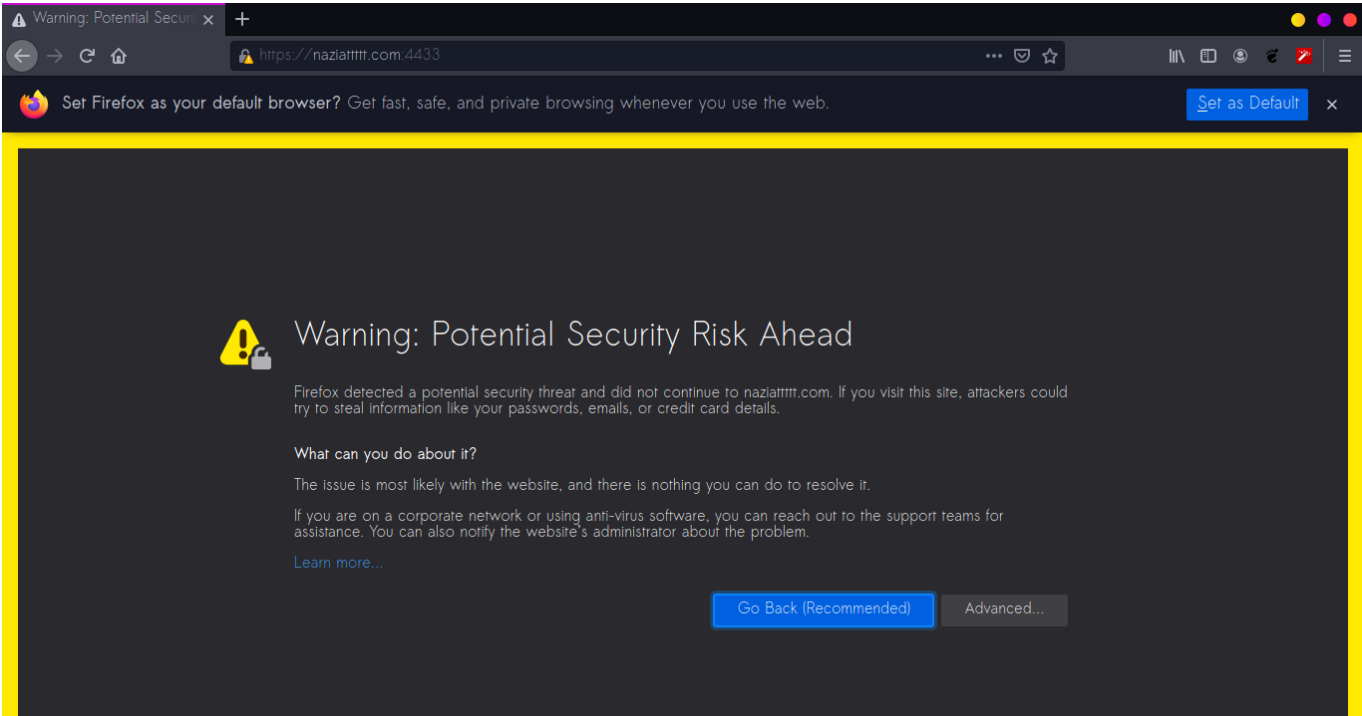 Warning: Potential Securi
https://naziattttt.com:4433
Set Firefox as your default browser? Get fast, safe, and private browsing whenever you use the web.
Set as Default
Warning: Potential Security Risk Ahead
Firefox detected a potential security threat and did not continue to naziattttt.com. If you visit this site, attackers could
try to steal information like your passwords, emails, or credit card details.
What can you do about it?
The issue is most likely with the website, and there is nothing you can do to resolve it.
If you are on a corporate network or using anti-virus software, you can reach out to the support teams for
assistance. You can also notify the website's administrator about the problem.
Learn more...
Go Back (Recommended)
Advanced...